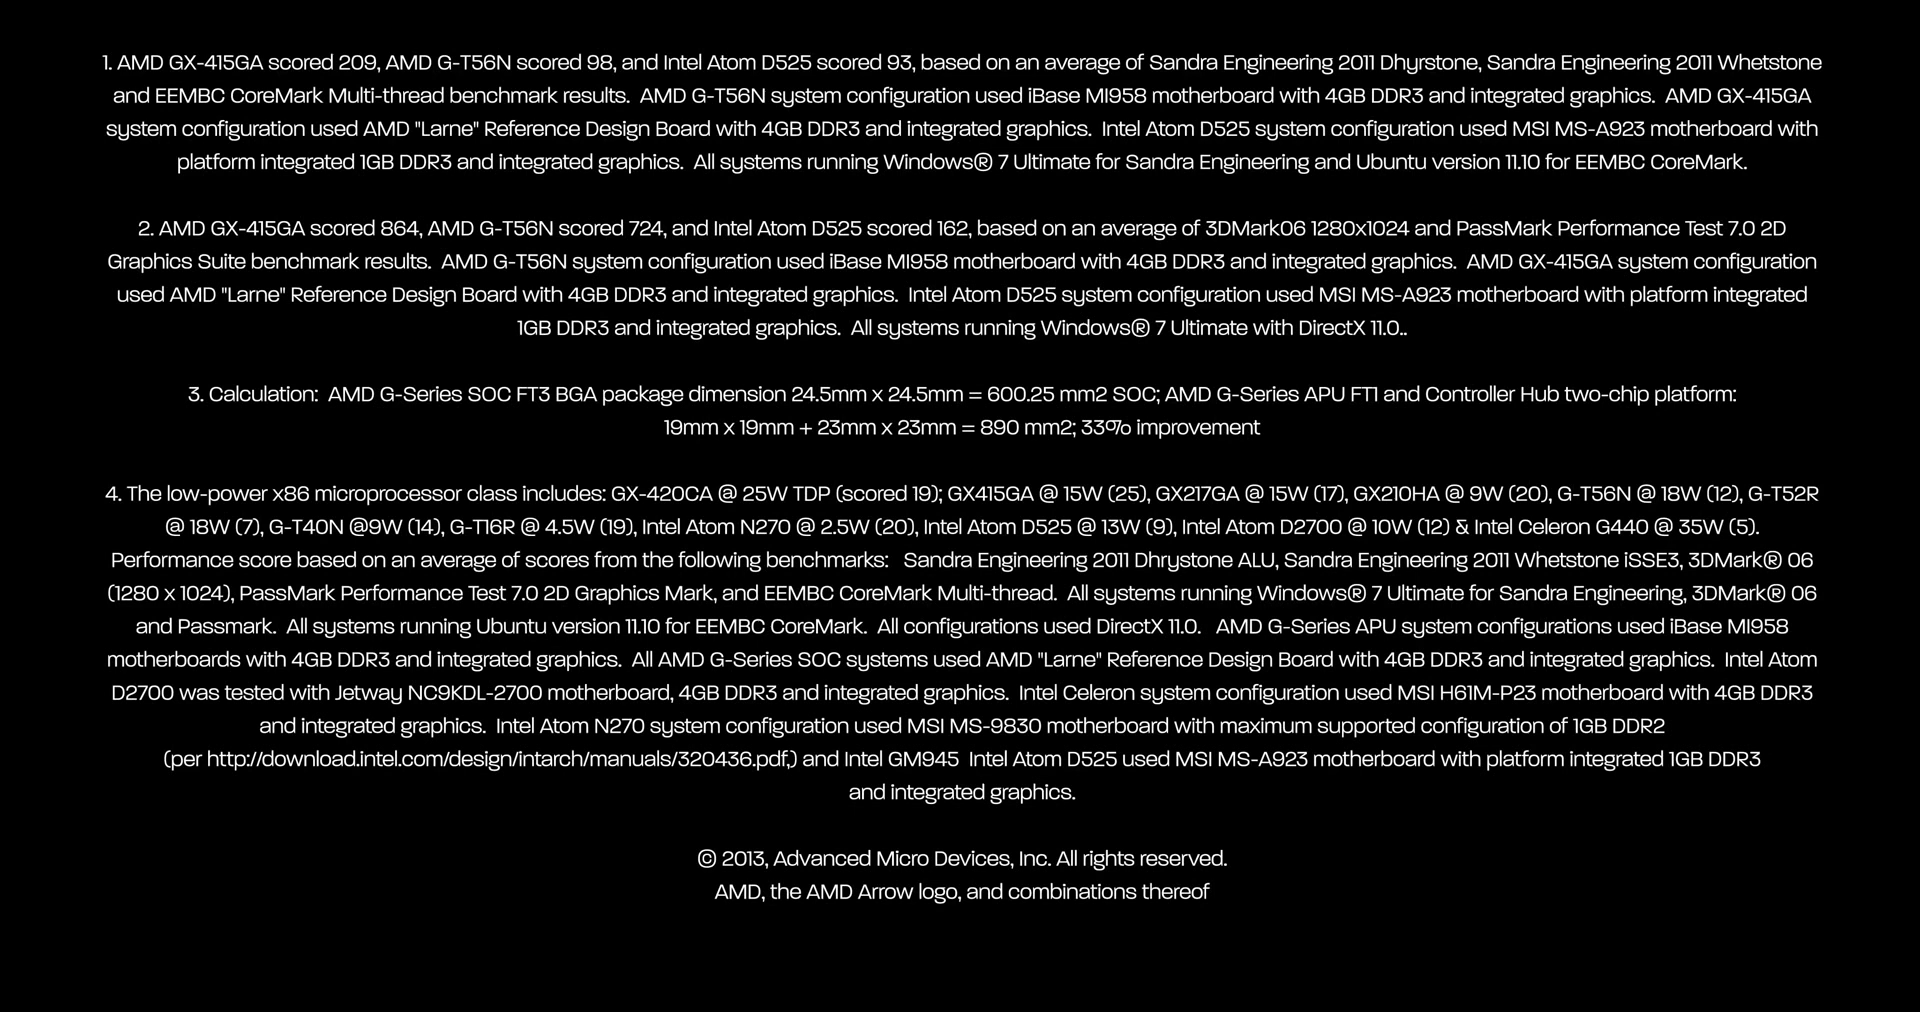 1. AMD GX-415GA scored 209, AMD G-T56N scored 98, and Intel Atom D525 scored 93, based on an average of Sandra Engineering 2011 Dhyrstone, Sandra Engineering 2011 Whetstone
and EEMBC CoreMark Multi-thread benchmark results.  AMD G-T56N system configuration used iBase MI958 motherboard with 4GB DDR3 and integrated graphics.  AMD GX-415GA
system configuration used AMD "Larne" Reference Design Board with 4GB DDR3 and integrated graphics.  Intel Atom D525 system configuration used MSI MS-A923 motherboard with
platform integrated 1GB DDR3 and integrated graphics.  All systems running Windows® 7 Ultimate for Sandra Engineering and Ubuntu version 11.10 for EEMBC CoreMark.
2. AMD GX-415GA scored 864, AMD G-T56N scored 724, and Intel Atom D525 scored 162, based on an average of 3DMark06 1280x1024 and PassMark Performance Test 7.0 2D
Graphics Suite benchmark results.  AMD G-T56N system configuration used iBase MI958 motherboard with 4GB DDR3 and integrated graphics.  AMD GX-415GA system configuration
used AMD "Larne" Reference Design Board with 4GB DDR3 and integrated graphics.  Intel Atom D525 system configuration used MSI MS-A923 motherboard with platform integrated
1GB DDR3 and integrated graphics.  All systems running Windows® 7 Ultimate with DirectX 11.0..
3. Calculation:  AMD G-Series SOC FT3 BGA package dimension 24.5mm x 24.5mm = 600.25 mm2 SOC; AMD G-Series APU FT1 and Controller Hub two-chip platform:
19mm x 19mm + 23mm x 23mm = 890 mm2; 33% improvement
4. The low-power x86 microprocessor class includes: GX-420CA @ 25W TDP (scored 19); GX415GA @ 15W (25), GX217GA @ 15W (17), GX210HA @ 9W (20), G-T56N @ 18W (12), G-T52R
@ 18W (7), G-T40N @9W (14), G-T16R @ 4.5W (19), Intel Atom N270 @ 2.5W (20), Intel Atom D525 @ 13W (9), Intel Atom D2700 @ 10W (12) & Intel Celeron G440 @ 35W (5).
Performance score based on an average of scores from the following benchmarks:   Sandra Engineering 2011 Dhrystone ALU, Sandra Engineering 2011 Whetstone iSSE3, 3DMark® 06
(1280 x 1024), PassMark Performance Test 7.0 2D Graphics Mark, and EEMBC CoreMark Multi-thread.  All systems running Windows® 7 Ultimate for Sandra Engineering, 3DMark® 06
and Passmark.  All systems running Ubuntu version 11.10 for EEMBC CoreMark.  All configurations used DirectX 11.0.   AMD G-Series APU system configurations used iBase MI958
motherboards with 4GB DDR3 and integrated graphics.  All AMD G-Series SOC systems used AMD "Larne" Reference Design Board with 4GB DDR3 and integrated graphics.  Intel Atom
D2700 was tested with Jetway NC9KDL-2700 motherboard, 4GB DDR3 and integrated graphics.  Intel Celeron system configuration used MSI H61M-P23 motherboard with 4GB DDR3
and integrated graphics.  Intel Atom N270 system configuration used MSI MS-9830 motherboard with maximum supported configuration of 1GB DDR2
(per http://download.intel.com/design/intarch/manuals/320436.pdf,) and Intel GM945  Intel Atom D525 used MSI MS-A923 motherboard with platform integrated 1GB DDR3
and integrated graphics.
© 2013, Advanced Micro Devices, Inc. All rights reserved.
AMD, the AMD Arrow logo, and combinations thereof